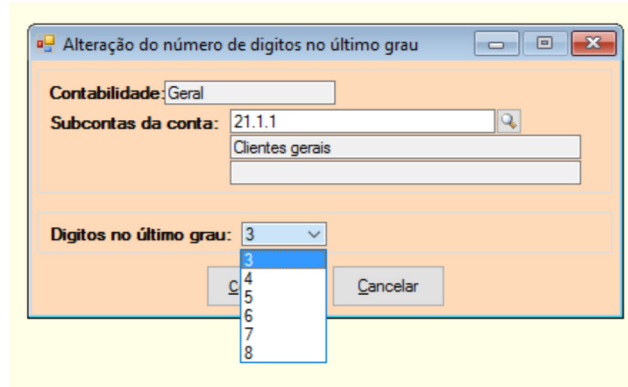 Alteração do número de digitos no último grau
Contabilidade: Geral
Subcontas da conta: 21.1.1
Clientes gerais
Digitos no último grau: 3
3
4
5
6
7
8
C
Cancelar